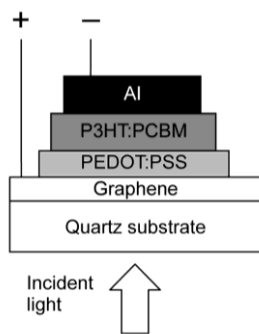 + −
Al
P3HT:PCBM
PEDOT:PSS
Graphene
Quartz substrate
Incident
light